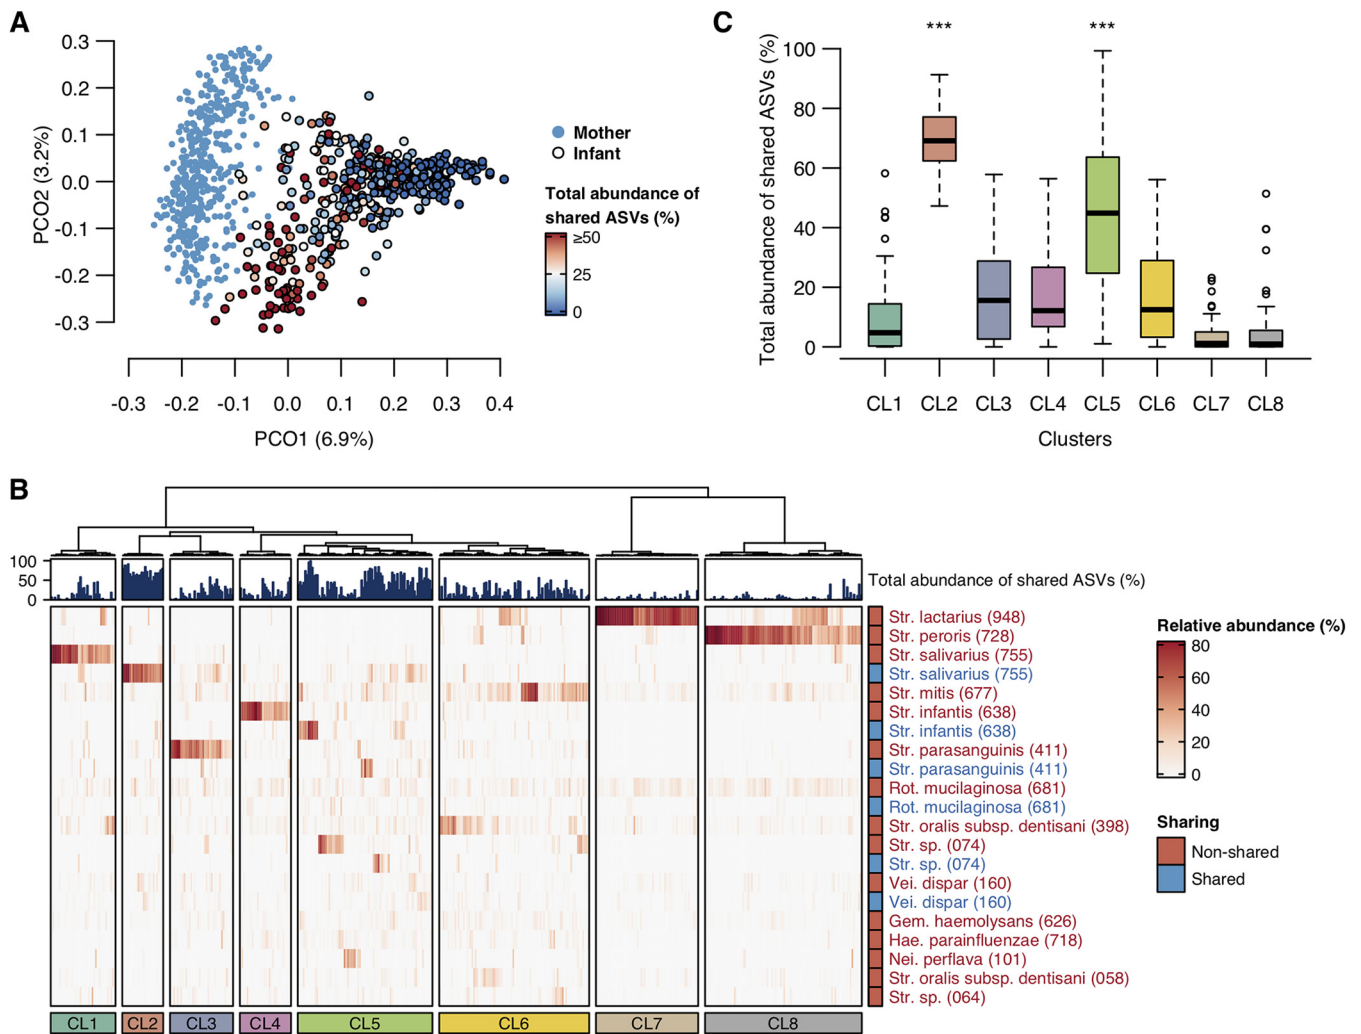 A
0.3
0.2
0.1
0.0
-0.1
-0.2
-0.3
PCO2 (3.2%)
-0.3 -0.2 -0.1 0.0 0.1 0.2 0.3 0.4
PCO1 (6.9%)
Mother
Infant
Total abundance of
shared ASVs (%)
≥50
25
0
C
*** ***
Total abundance of shared ASVs (%)
100
80
60
40
20
0
CL1 CL2 CL3 CL4 CL5 CL6 CL7 CL8
Clusters
B
100
50
0
Total abundance of shared ASVs (%)
Str. lactarius (948)
Str. peroris (728)
Str. salivarius (755)
Str. salivarius (755)
Str. mitis (677)
Str. infantis (638)
Str. infantis (638)
Str. parasanguinis (411)
Str. parasanguinis (411)
Rot. mucilaginosa (681)
Rot. mucilaginosa (681)
Str. oralis subsp. dentisani (398)
Str. sp. (074)
Str. sp. (074)
Vei. dispar (160)
Vei. dispar (160)
Gem. haemolysans (626)
Hae. parainfluenzae (718)
Nei. perflava (101)
Str. oralis subsp. dentisani (058)
Str. sp. (064)
CL1 CL2 CL3 CL4 CL5 CL6 CL7 CL8
Relative abundance (%)
80
60
40
20
0
Sharing
Non-shared
Shared